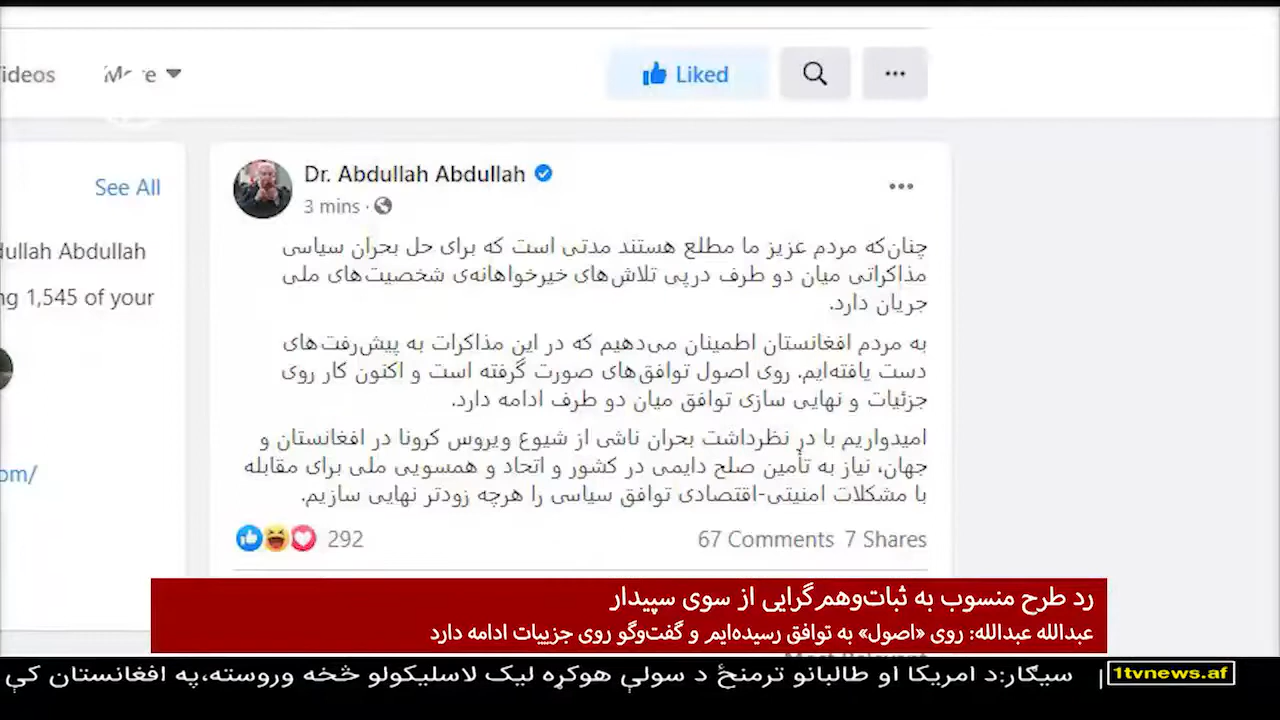 ideos
More
Liked
See All
Dr. Abdullah Abdullah
3 mins ·
dullah Abdullah
ng 1,545 of your
om/
چنان‌که مردم عزیز ما مطلع هستند مدتی است که برای حل بحران سیاسی
مذاکراتی میان دو طرف درپی تلاش‌های خیرخواهانه‌ی شخصیت‌های ملی
جریان دارد.
به مردم افغانستان اطمینان می‌دهیم که در این مذاکرات به پیش‌رفت‌های
دست یافته‌ایم. روی اصول توافق‌های صورت گرفته است و اکنون کار روی
جزئیات و نهایی سازی توافق میان دو طرف ادامه دارد.
امیدواریم با در نظرداشت بحران ناشی از شیوع ویروس کرونا در افغانستان و
جهان، نیاز به تأمین صلح دایمی در کشور و اتحاد و همسویی ملی برای مقابله
با مشکلات امنیتی-اقتصادی توافق سیاسی را هرچه زودتر نهایی سازیم.
292
67 Comments 7 Shares
رد طرح منسوب به ثبات‌وهم‌گرایی از سوی سپیدار
عبدالله عبدالله: روی «اصول» به توافق رسیده‌ایم و گفت‌وگو روی جزییات ادامه دارد
سیګار:د امریکا او طالبانو ترمنځ د سولې هوکړه لیک لاسلیکولو څخه وروسته،په افغانستان کې
1tvnews.af